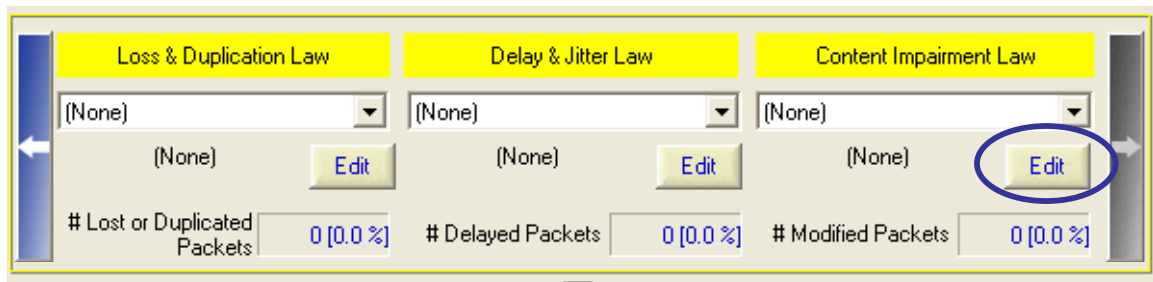 Loss & Duplication Law
Delay & Jitter Law
Content Impairment Law
(None)
(None)
(None)
(None)
Edit
(None)
Edit
(None)
Edit
# Lost or Duplicated
Packets
0 [0.0 %]
# Delayed Packets
0 [0.0 %]
# Modified Packets
0 [0.0 %]